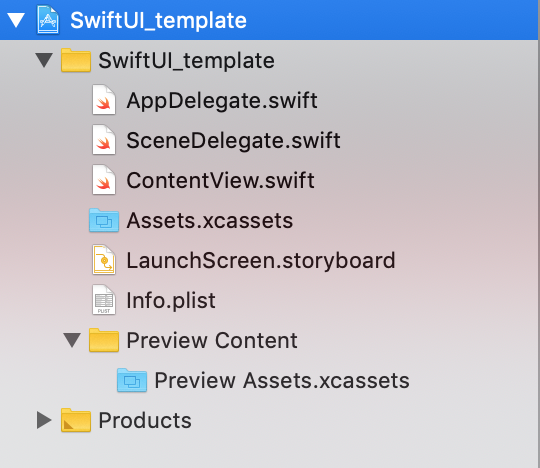 SwiftUI_template
SwiftUI_template
AppDelegate.swift
SceneDelegate.swift
ContentView.swift
Assets.xcassets
LaunchScreen.storyboard
PLIST Info.plist
Preview Content
Preview Assets.xcassets
Products